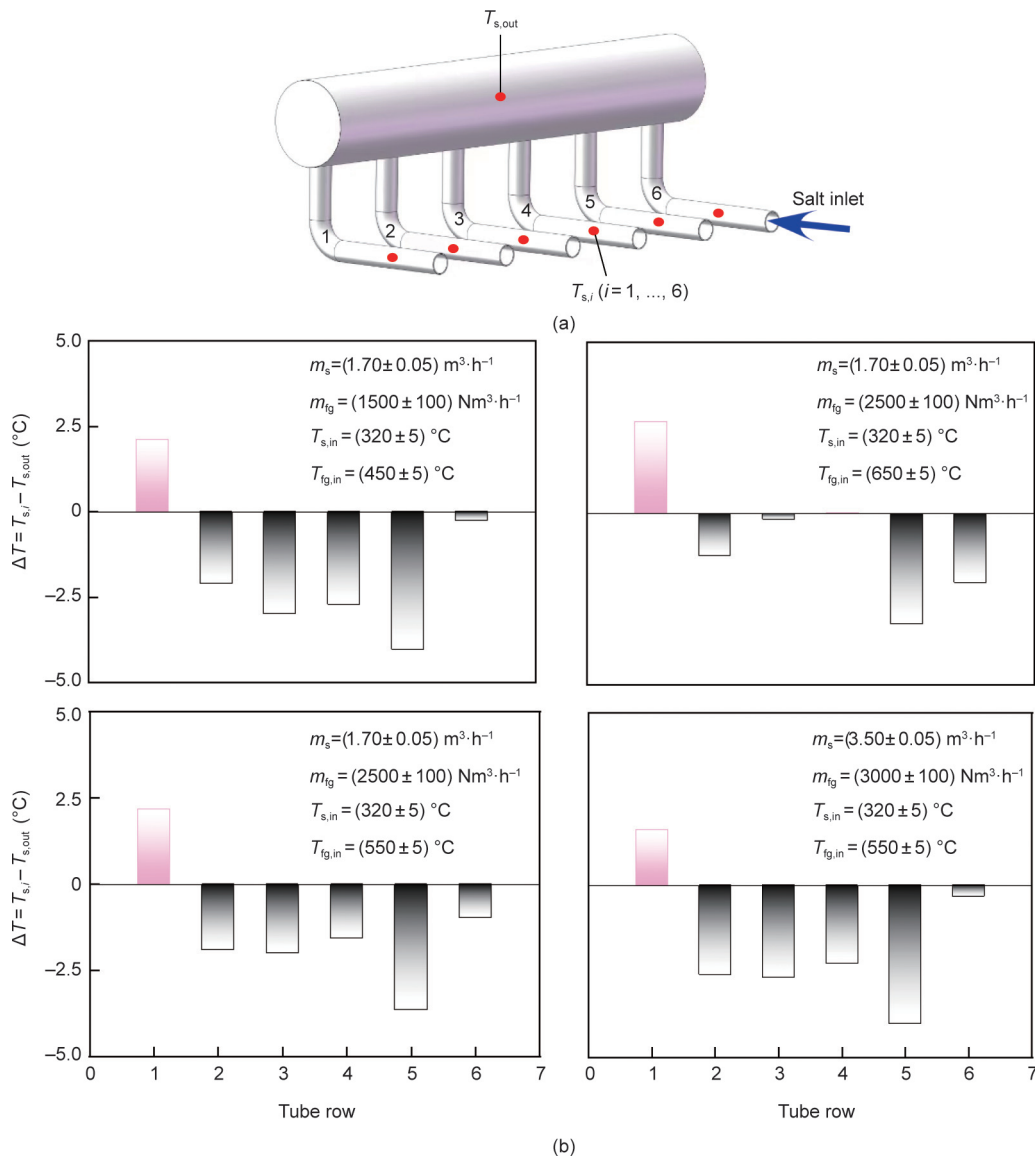 T_s,out
Salt inlet
1 2 3 4 5 6
T_s,i (i = 1, ..., 6)
(a)
ΔT = T_s,i – T_s,out (°C)
5.0
2.5
0
–2.5
–5.0
m_s=(1.70± 0.05) m³·h⁻¹
m_fg = (1500 ± 100) Nm³·h⁻¹
T_s,in = (320 ± 5) °C
T_fg,in = (450 ± 5) °C
m_s=(1.70± 0.05) m³·h⁻¹
m_fg = (2500 ± 100) Nm³·h⁻¹
T_s,in = (320 ± 5) °C
T_fg,in = (650 ± 5) °C
ΔT = T_s,i – T_s,out (°C)
5.0
2.5
0
–2.5
–5.0
m_s=(1.70± 0.05) m³·h⁻¹
m_fg = (2500 ± 100) Nm³·h⁻¹
T_s,in = (320 ± 5) °C
T_fg,in = (550 ± 5) °C
0 1 2 3 4 5 6 7
Tube row
m_s=(3.50± 0.05) m³·h⁻¹
m_fg = (3000 ± 100) Nm³·h⁻¹
T_s,in = (320 ± 5) °C
T_fg,in = (550 ± 5) °C
0 1 2 3 4 5 6 7
Tube row
(b)